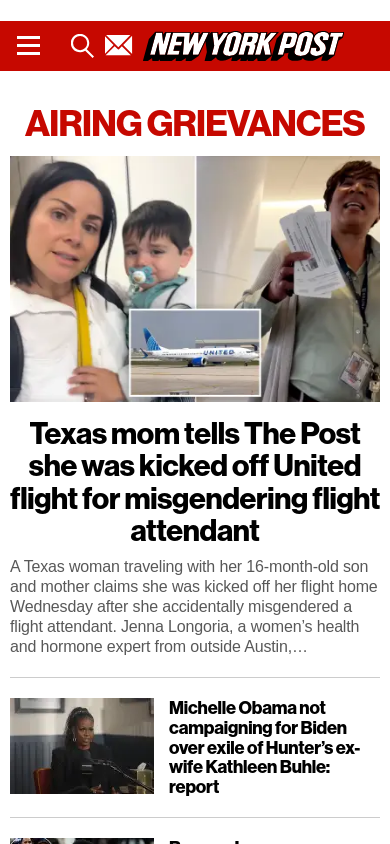 NEW YORK POST
AIRING GRIEVANCES
UNITED
Texas mom tells The Post
she was kicked off United
flight for misgendering flight
attendant
A Texas woman traveling with her 16-month-old son
and mother claims she was kicked off her flight home
Wednesday after she accidentally misgendered a
flight attendant. Jenna Longoria, a women’s health
and hormone expert from outside Austin,…
Michelle Obama not
campaigning for Biden
over exile of Hunter’s ex-
wife Kathleen Buhle:
report